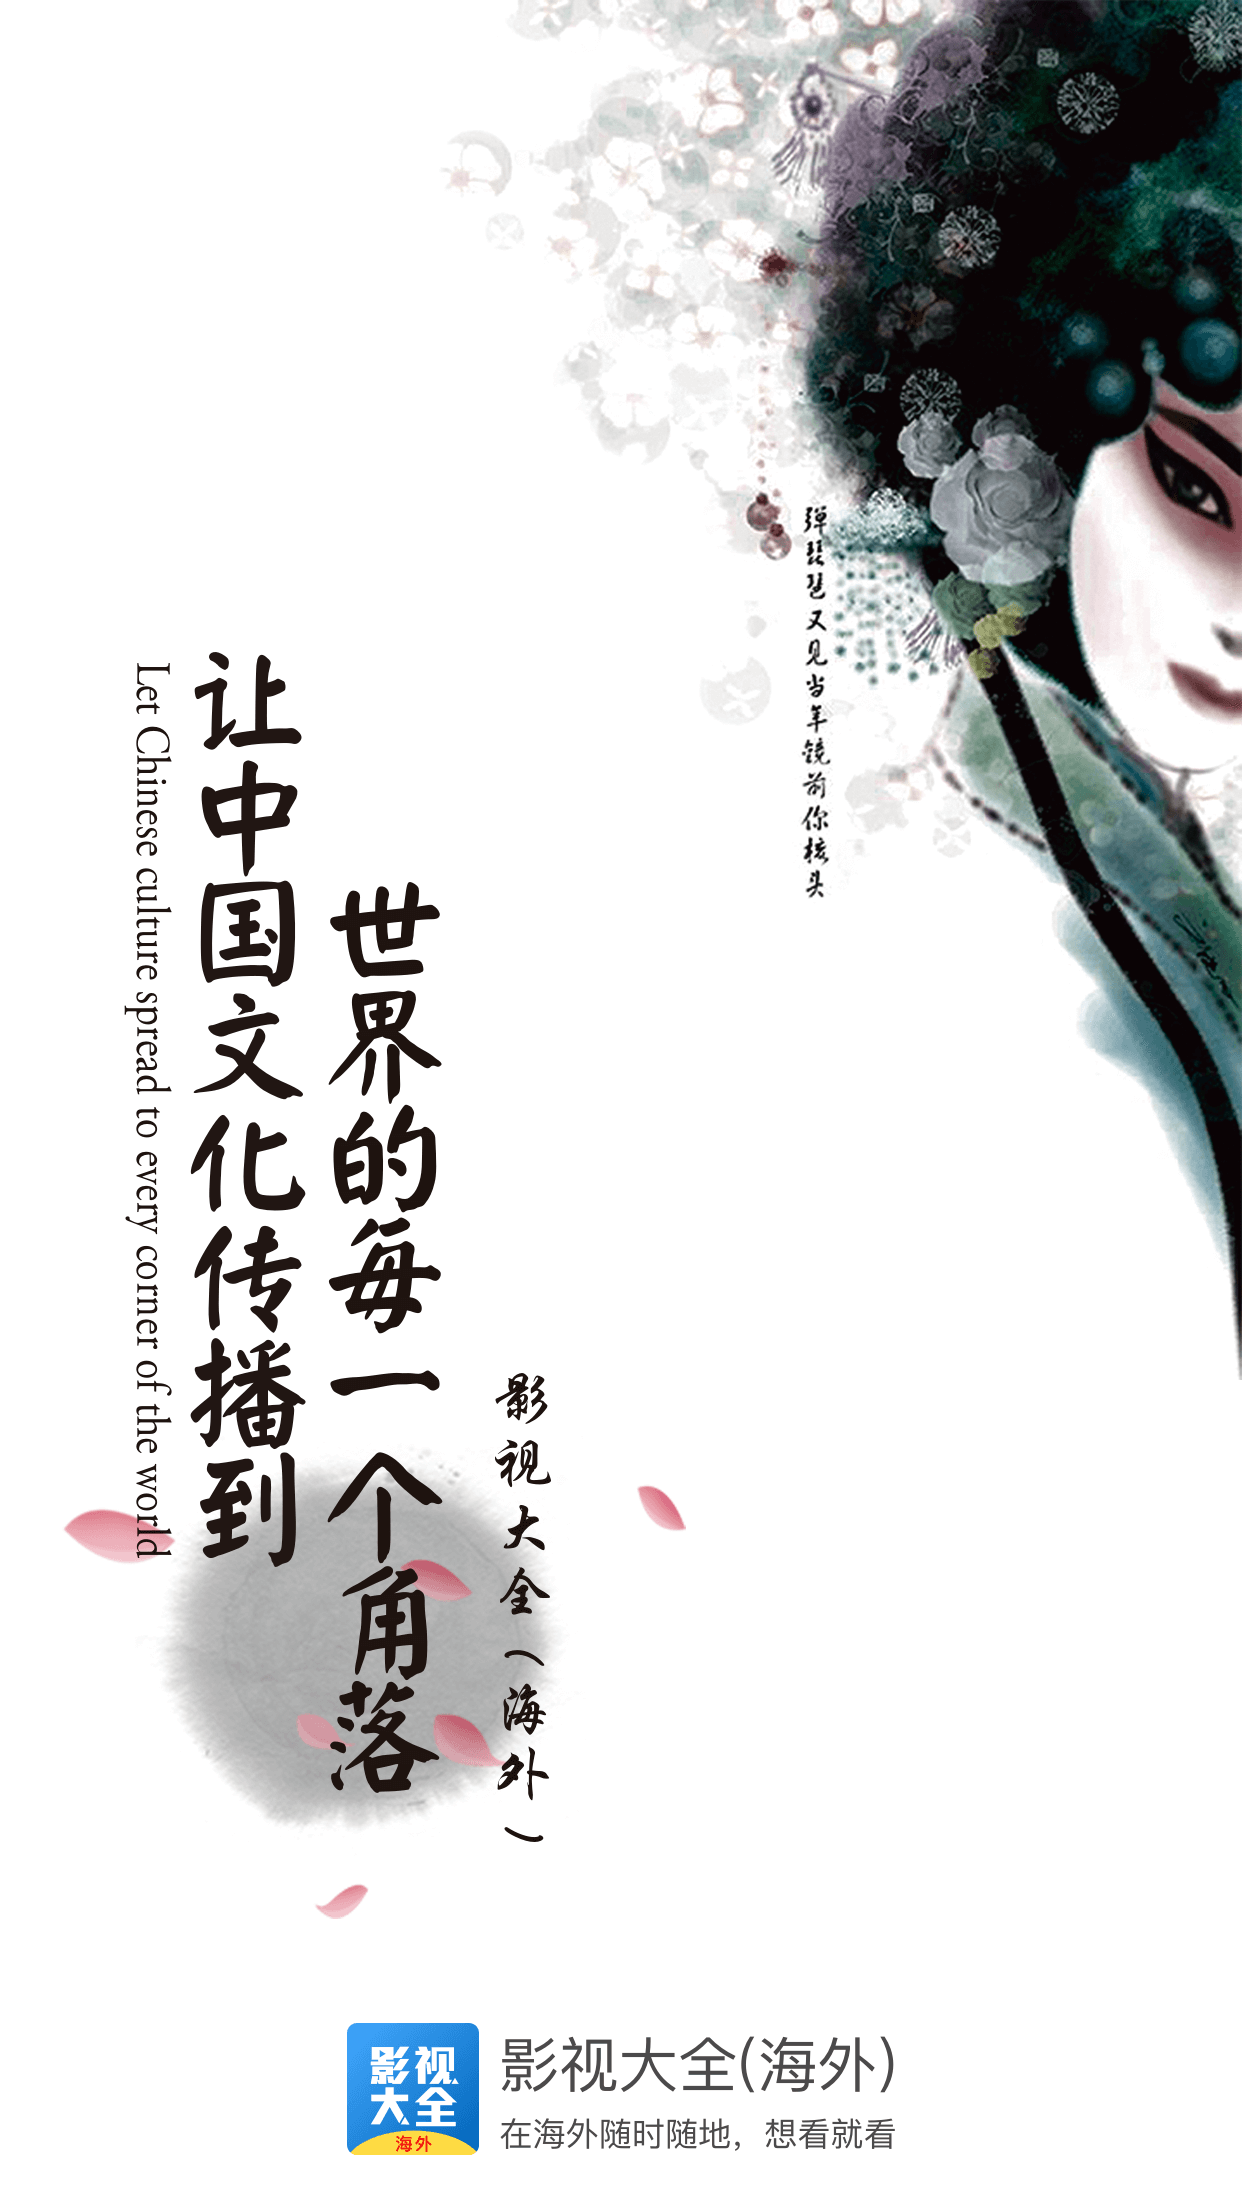 弹琵琶又见当年镜前你梳头
让中国文化传播到
世界的每一个角落
Let Chinese culture spread to every corner of the world
影视大全(海外)
影视
大全
海外
影视大全(海外)
在海外随时随地，想看就看